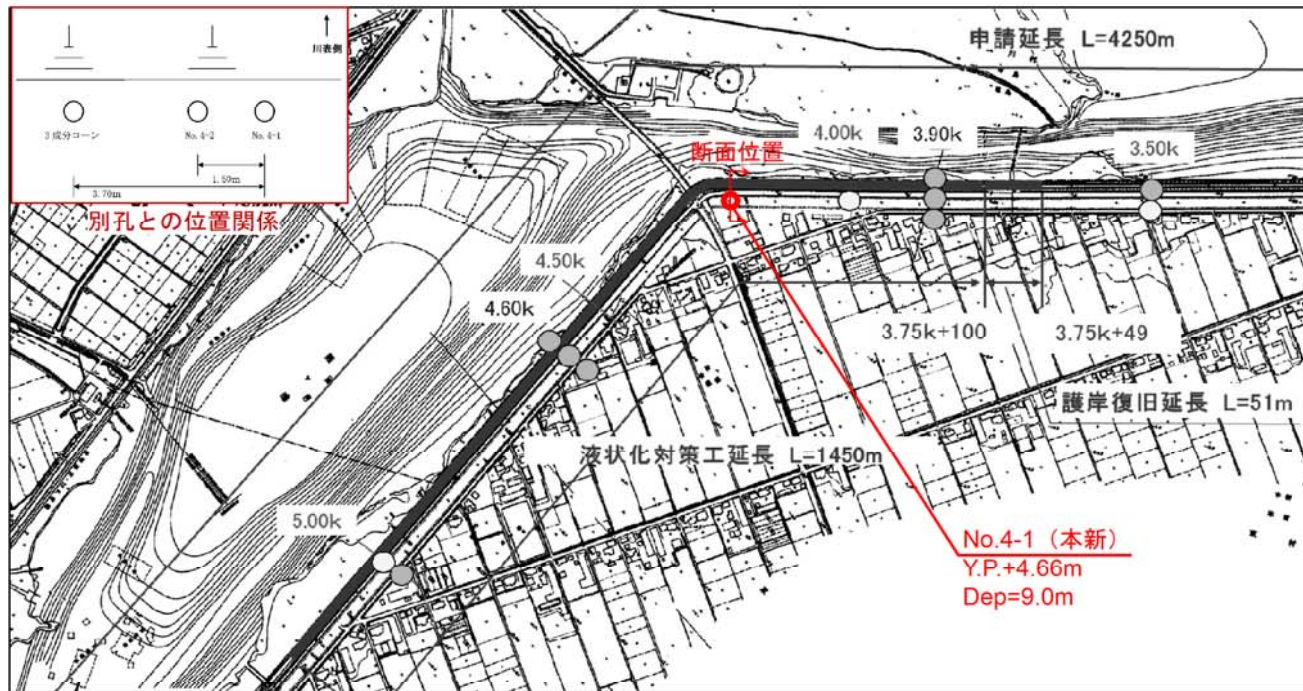 川表側
3成分コーン
No.4-2
No.4-1
1.60m
3.70m
別孔との位置関係
申請延長 L=4250m
4.00k
3.90k
3.50k
断面位置
4.50k
4.60k
3.75k+100
3.75k+49
護岸復旧延長 L=51m
液状化対策工延長 L=1450m
5.00k
No.4-1(本新)
Y.P.+4.66m
Dep=9.0m